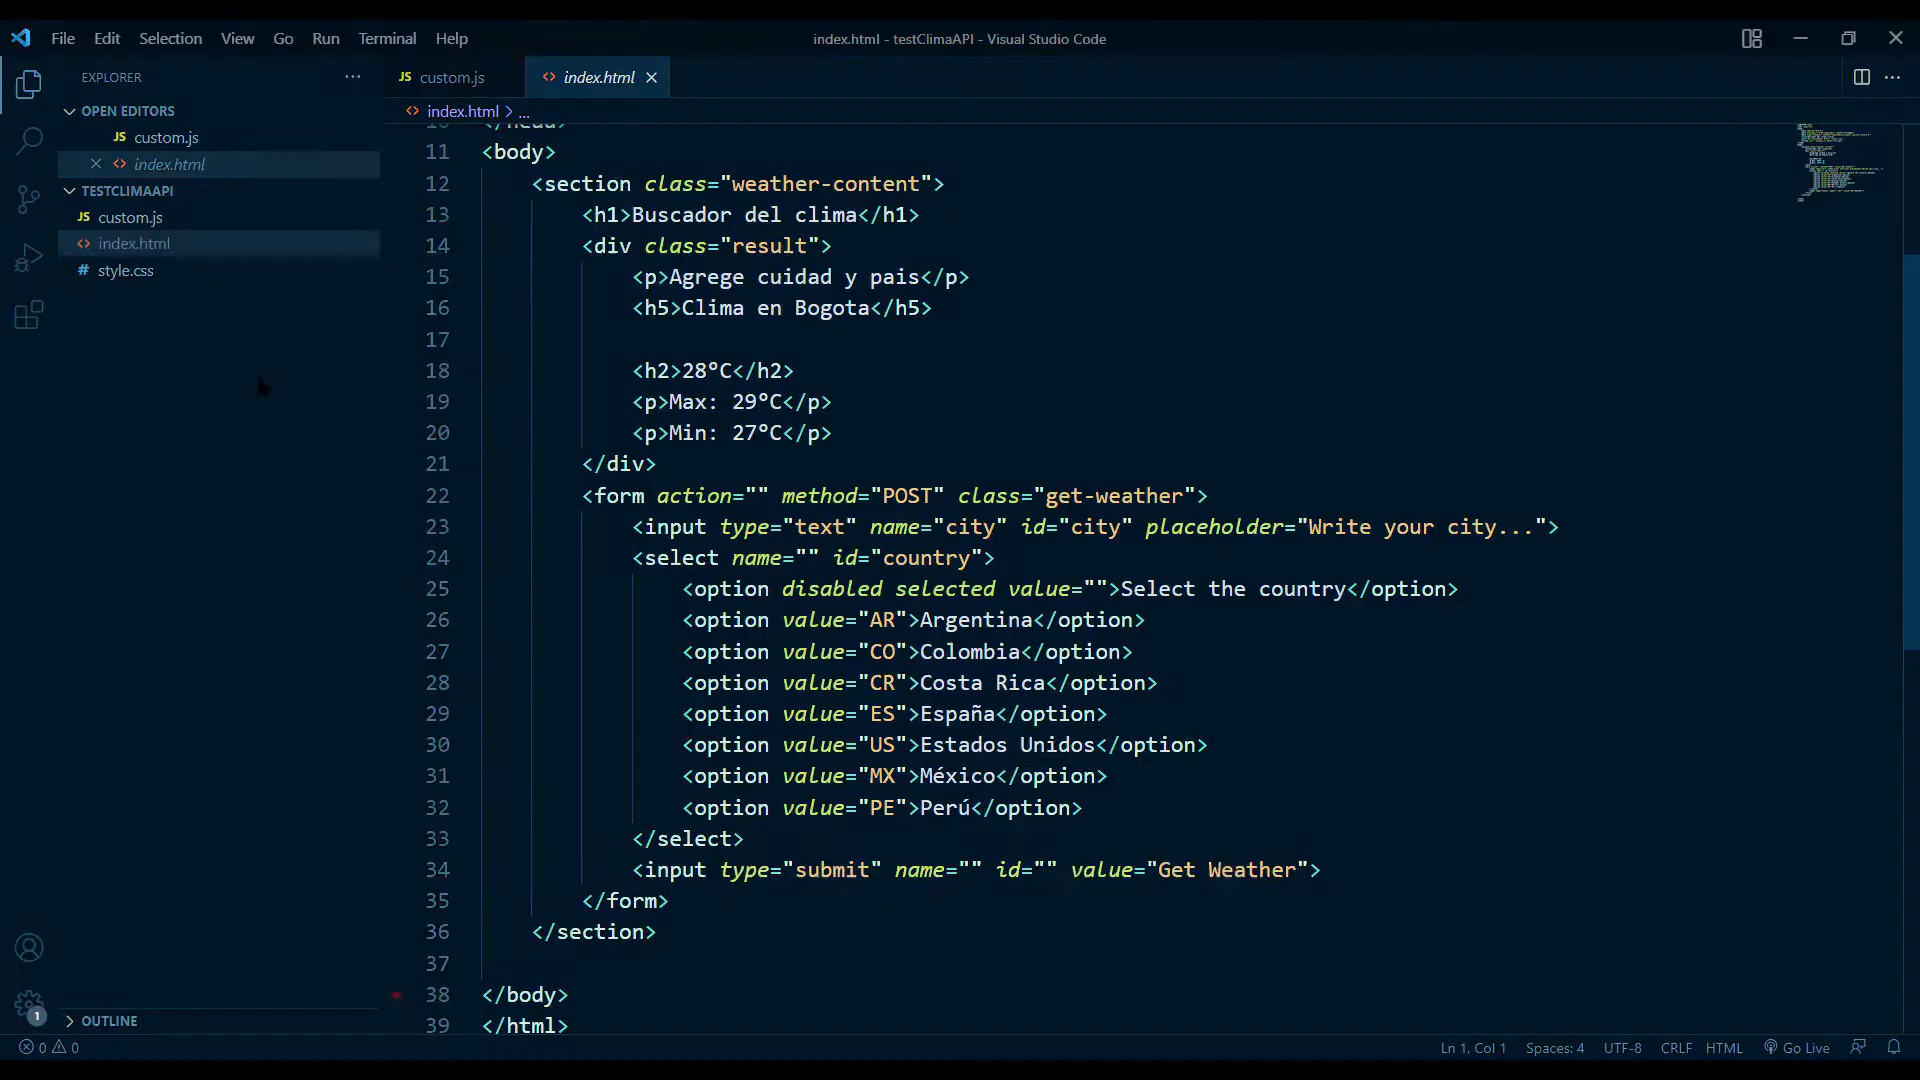 File Edit Selection View Go Run Terminal Help
index.html - testClimaAPI - Visual Studio Code
EXPLORER
OPEN EDITORS
JS custom.js
index.html
TESTCLIMAAPI
JS custom.js
index.html
# style.css
OUTLINE
JS custom.js
index.html
index.html > ...
10 </head>
11 <body>
12 <section class="weather-content">
13 <h1>Buscador del clima</h1>
14 <div class="result">
15 <p>Agrege cuidad y pais</p>
16 <h5>Clima en Bogota</h5>
17
18 <h2>28°C</h2>
19 <p>Max: 29°C</p>
20 <p>Min: 27°C</p>
21 </div>
22 <form action="" method="POST" class="get-weather">
23 <input type="text" name="city" id="city" placeholder="Write your city...">
24 <select name="" id="country">
25 <option disabled selected value="">Select the country</option>
26 <option value="AR">Argentina</option>
27 <option value="CO">Colombia</option>
28 <option value="CR">Costa Rica</option>
29 <option value="ES">España</option>
30 <option value="US">Estados Unidos</option>
31 <option value="MX">México</option>
32 <option value="PE">Perú</option>
33 </select>
34 <input type="submit" name="" id="" value="Get Weather">
35 </form>
36 </section>
37
38 </body>
39 </html>
1
0 0
Ln 1, Col 1 Spaces: 4 UTF-8 CRLF HTML Go Live